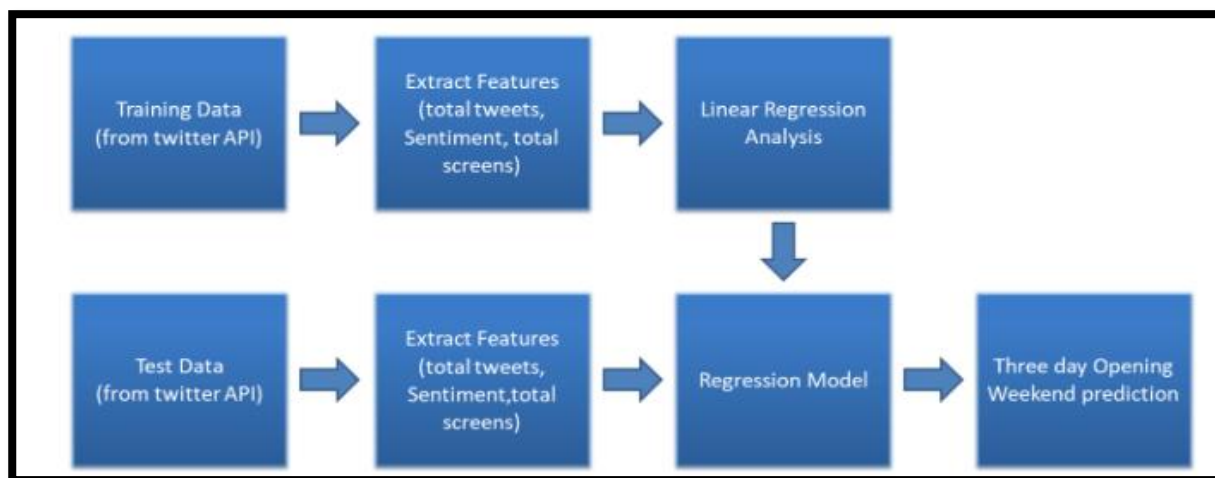 Training Data
(from twitter API)
Extract Features
(total tweets,
Sentiment, total
screens)
Linear Regression
Analysis
Test Data
(from twitter API)
Extract Features
(total tweets,
Sentiment,total
screens)
Regression Model
Three day Opening
Weekend prediction